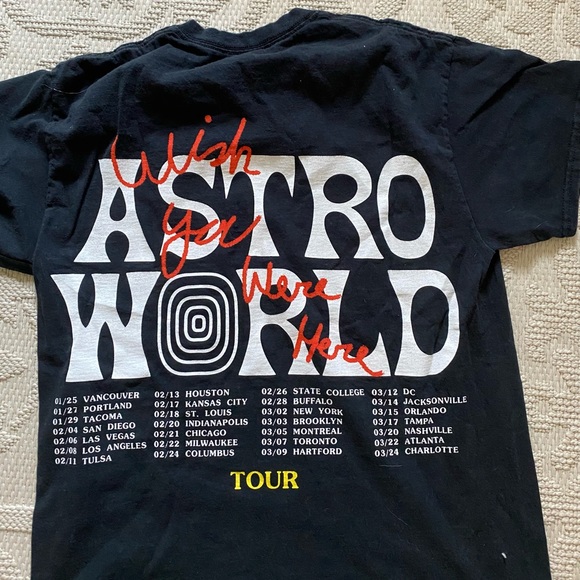 Wish
ASTRO
You
WORLD
Were
Here
01/25 VANCOUVER
01/27 PORTLAND
01/29 TACOMA
02/04 SAN DIEGO
02/06 LAS VEGAS
02/08 LOS ANGELES
02/11 TULSA
02/13 HOUSTON
02/17 KANSAS CITY
02/18 ST. LOUIS
02/20 INDIANAPOLIS
02/21 CHICAGO
02/22 MILWAUKEE
02/24 COLUMBUS
02/26 STATE COLLEGE
02/28 BUFFALO
03/02 NEW YORK
03/03 BROOKLYN
03/05 MONTREAL
03/07 TORONTO
03/09 HARTFORD
03/12 DC
03/14 JACKSONVILLE
03/15 ORLANDO
03/17 TAMPA
03/20 NASHVILLE
03/22 ATLANTA
03/24 CHARLOTTE
TOUR